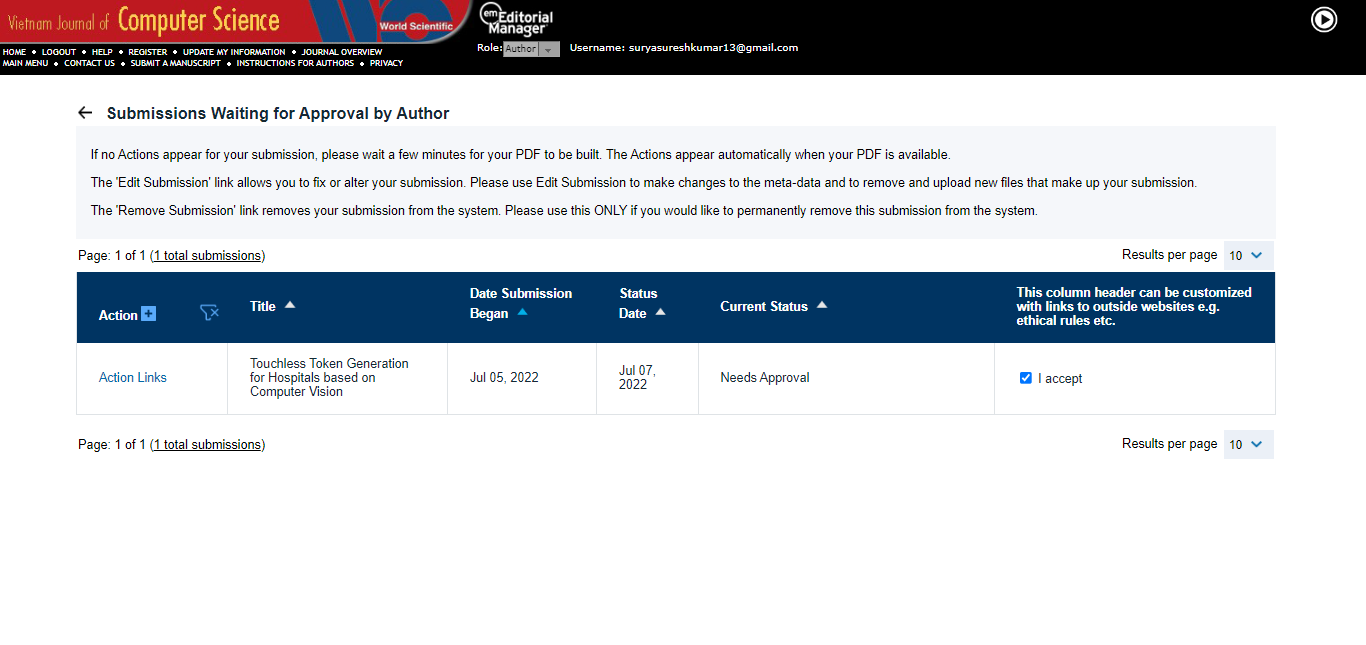 Vietnam Journal of Computer Science
World Scientific
em Editorial Manager
Role: Author Username: suryasureshkumar13@gmail.com
HOME • LOGOUT • HELP • REGISTER • UPDATE MY INFORMATION • JOURNAL OVERVIEW
MAIN MENU • CONTACT US • SUBMIT A MANUSCRIPT • INSTRUCTIONS FOR AUTHORS • PRIVACY
Submissions Waiting for Approval by Author
If no Actions appear for your submission, please wait a few minutes for your PDF to be built. The Actions appear automatically when your PDF is available.
The 'Edit Submission' link allows you to fix or alter your submission. Please use Edit Submission to make changes to the meta-data and to remove and upload new files that make up your submission.
The 'Remove Submission' link removes your submission from the system. Please use this ONLY if you would like to permanently remove this submission from the system.
Page: 1 of 1 (1 total submissions)
Results per page 10
Action
Title
Date Submission
Began
Status
Date
Current Status
This column header can be customized
with links to outside websites e.g.
ethical rules etc.
Action Links
Touchless Token Generation
for Hospitals based on
Computer Vision
Jul 05, 2022
Jul 07,
2022
Needs Approval
I accept
Page: 1 of 1 (1 total submissions)
Results per page 10